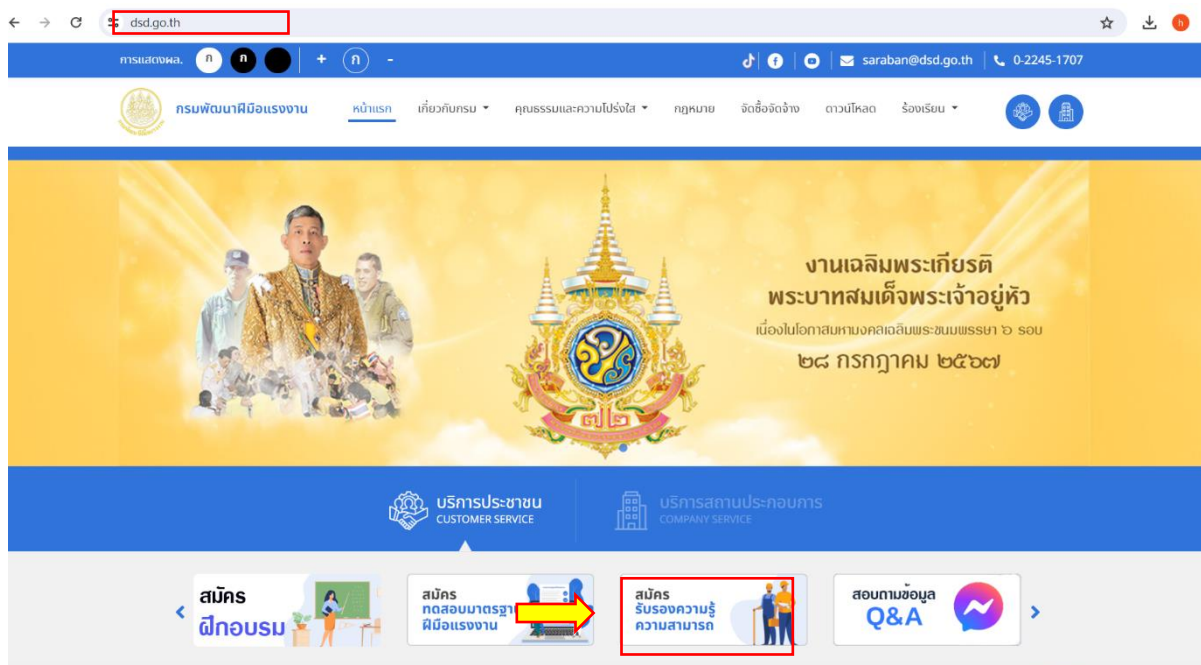 dsd.go.th
h
การแสดงผล. ก ก + ก -
saraban@dsd.go.th 0-2245-1707
กรมพัฒนาฝีมือแรงงาน
หน้าแรก เกี่ยวกับกรม คุณธรรมและความโปร่งใส กฎหมาย จัดซื้อจัดจ้าง ดาวน์โหลด ร้องเรียน
งานเฉลิมพระเกียรติ
พระบาทสมเด็จพระเจ้าอยู่หัว
เนื่องในโอกาสมหามงคลเฉลิมพระชนมพรรษา ๖ รอบ
๒๘ กรกฎาคม ๒๕๖๗
๗๒
บริการประชาชน
CUSTOMER SERVICE
บริการสถานประกอบการ
COMPANY SERVICE
สมัคร
ฝึกอบรม
สมัคร
ทดสอบมาตรฐาน
ฝีมือแรงงาน
สมัคร
รับรองความรู้
ความสามารถ
สอบถามข้อมูล
Q&A